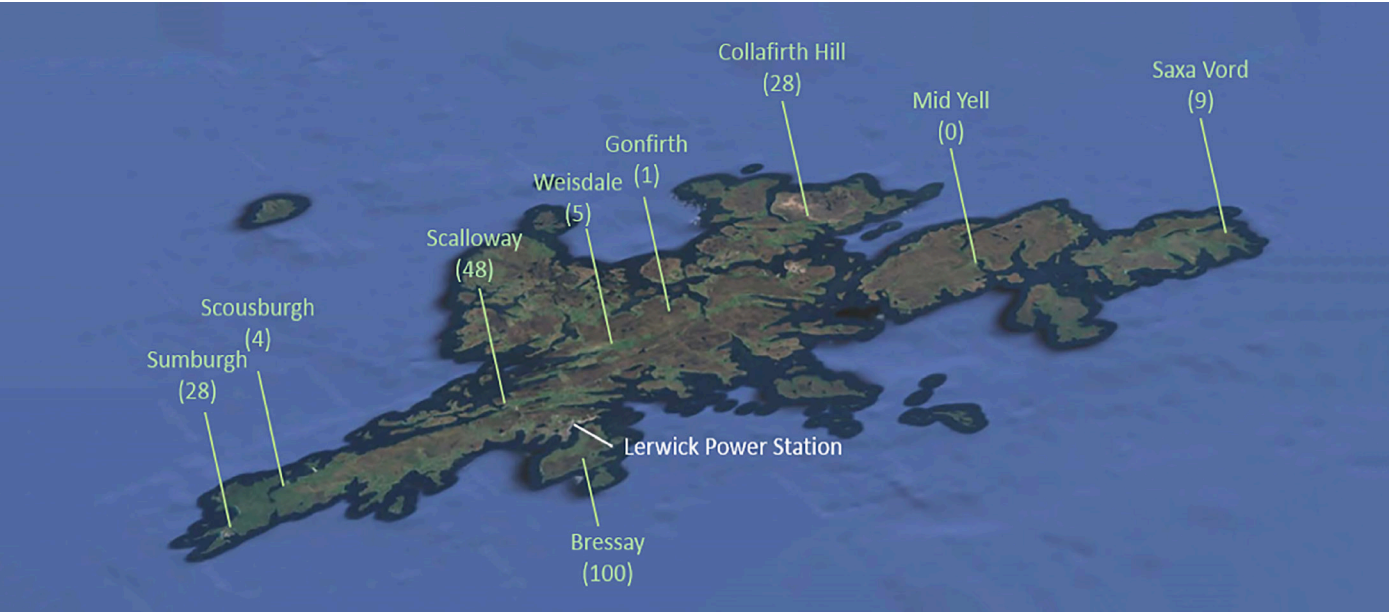 Collafirth Hill
(28)
Saxa Vord
(9)
Mid Yell
(0)
Gonfirth
(1)
Weisdale
(5)
Scalloway
(48)
Scousburgh
(4)
Sumburgh
(28)
Lerwick Power Station
Bressay
(100)